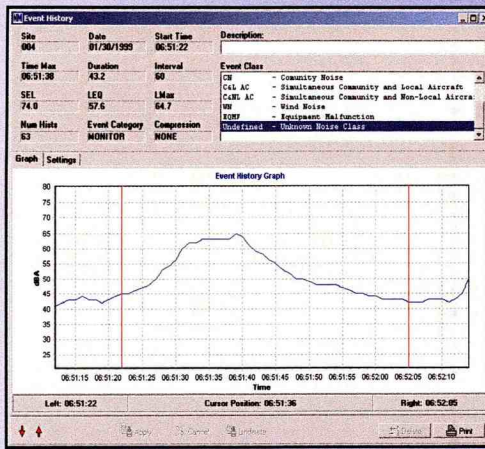 Event History
Site Date Start Time Description:
004 01/30/1999 06:51:22
Time Max Duration Interval Event Class
06:51:38 43.2 60
CN - Comunity Noise
C&L AC - Simultaneous Community and Local Aircraft
C&NL AC - Simultaneous Community and Non-Local Aircra
WN - Wind Noise
EQMF - Equipment Malfunction
Undefined - Unknown Noise Class
SEL LEQ LMax
74.0 57.6 64.7
Num Hists Event Category Compression
63 MONITOR NONE
Graph Settings
Event History Graph
80
75
70
65
60
55
50
45
40
35
30
25
dBA
06:51:15 06:51:20 06:51:25 06:51:30 06:51:35 06:51:40 06:51:45 06:51:50 06:51:55 06:52:00 06:52:05 06:52:10
Time
Left: 06:51:22 Cursor Position: 06:51:36 Right: 06:52:05
Apply Cancel Undelete Delete Print